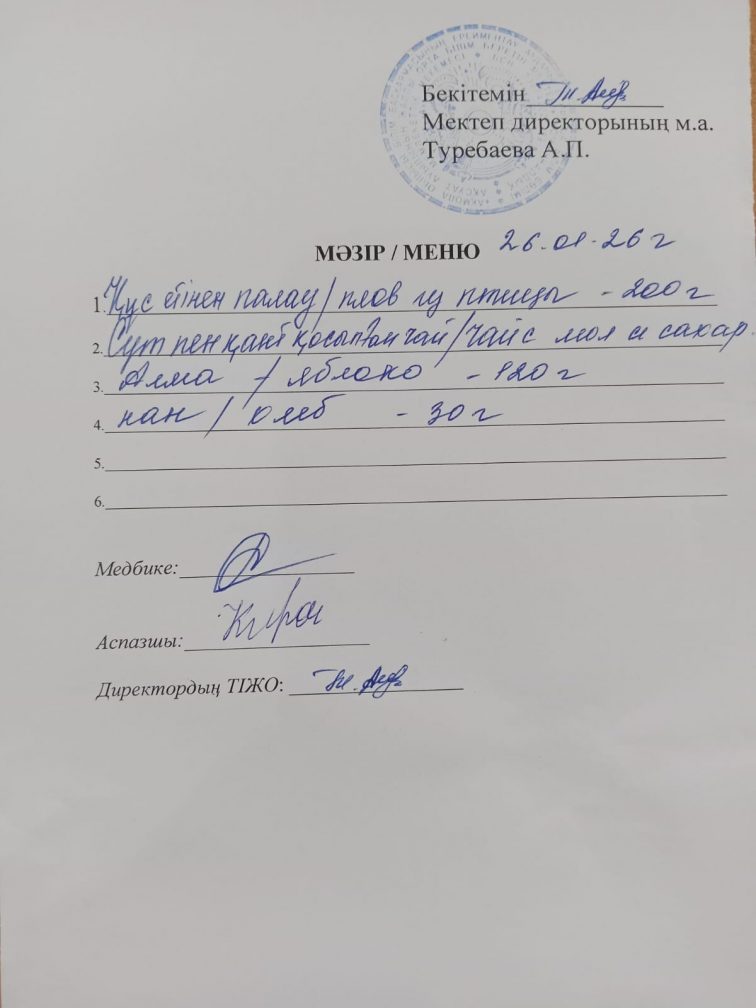 Бекітемін
Мектеп директорының м.а.
Туребаева А.П.
МӘЗІР / МЕНЮ 26.01.26 г
1. Құс етінен палау / плов из птицы - 200 г
2. Сүт пен қант қосылған чай / чай с мол и сахар.
3. Алма / яблоко - 120 г
4. нан / хлеб - 30 г
5.
6.
Медбике:
Аспазшы:
Директордың ТІЖО: